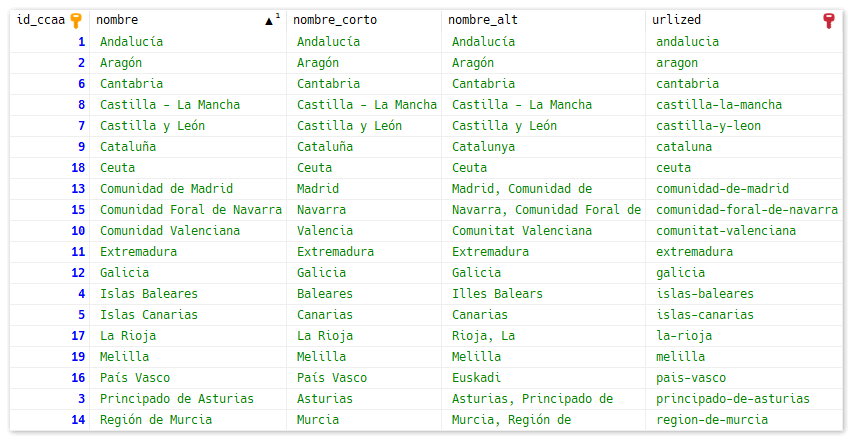 id_ccaa nombre ▲1 nombre_corto nombre_alt urlized
1 Andalucía Andalucía Andalucía andalucia
2 Aragón Aragón Aragón aragon
6 Cantabria Cantabria Cantabria cantabria
8 Castilla - La Mancha Castilla - La Mancha Castilla - La Mancha castilla-la-mancha
7 Castilla y León Castilla y León Castilla y León castilla-y-leon
9 Cataluña Cataluña Catalunya cataluna
18 Ceuta Ceuta Ceuta ceuta
13 Comunidad de Madrid Madrid Madrid, Comunidad de comunidad-de-madrid
15 Comunidad Foral de Navarra Navarra Navarra, Comunidad Foral de comunidad-foral-de-navarra
10 Comunidad Valenciana Valencia Comunitat Valenciana comunitat-valenciana
11 Extremadura Extremadura Extremadura extremadura
12 Galicia Galicia Galicia galicia
4 Islas Baleares Baleares Illes Balears islas-baleares
5 Islas Canarias Canarias Canarias islas-canarias
17 La Rioja La Rioja Rioja, La la-rioja
19 Melilla Melilla Melilla melilla
16 País Vasco País Vasco Euskadi pais-vasco
3 Principado de Asturias Asturias Asturias, Principado de principado-de-asturias
14 Región de Murcia Murcia Murcia, Región de region-de-murcia